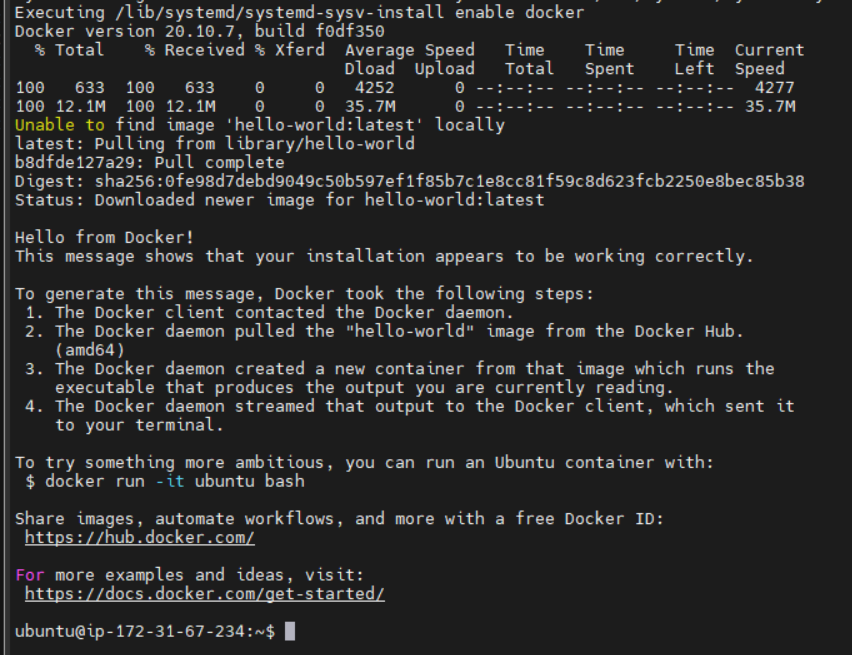 Executing /lib/systemd/systemd-sysv-install enable docker
Docker version 20.10.7, build f0df350
  % Total    % Received % Xferd  Average Speed   Time    Time     Time  Current
                                 Dload  Upload   Total   Spent    Left  Speed
100   633  100   633    0     0   4252      0 --:--:-- --:--:-- --:--:--  4277
100 12.1M  100 12.1M    0     0  35.7M      0 --:--:-- --:--:-- --:--:-- 35.7M
Unable to find image 'hello-world:latest' locally
latest: Pulling from library/hello-world
b8dfde127a29: Pull complete
Digest: sha256:0fe98d7debd9049c50b597ef1f85b7c1e8cc81f59c8d623fcb2250e8bec85b38
Status: Downloaded newer image for hello-world:latest

Hello from Docker!
This message shows that your installation appears to be working correctly.

To generate this message, Docker took the following steps:
 1. The Docker client contacted the Docker daemon.
 2. The Docker daemon pulled the "hello-world" image from the Docker Hub.
    (amd64)
 3. The Docker daemon created a new container from that image which runs the
    executable that produces the output you are currently reading.
 4. The Docker daemon streamed that output to the Docker client, which sent it
    to your terminal.

To try something more ambitious, you can run an Ubuntu container with:
 $ docker run -it ubuntu bash

Share images, automate workflows, and more with a free Docker ID:
 https://hub.docker.com/

For more examples and ideas, visit:
 https://docs.docker.com/get-started/

ubuntu@ip-172-31-67-234:~$